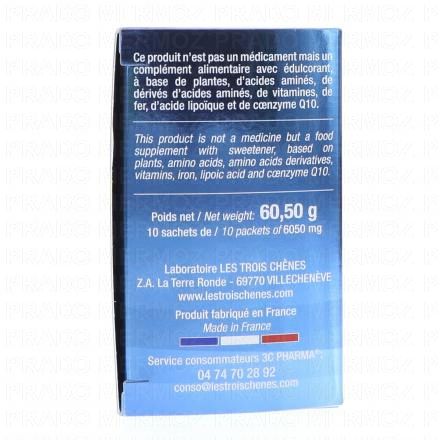 Ce produit n'est pas un médicament mais un
complément alimentaire avec édulcorant,
à base de plantes, d'acides aminés, de
dérivés d'acides aminés, de vitamines, de
fer, d'acide lipoïque et de cœnzyme Q10.
This product is not a medicine but a food
supplement with sweetener, based on
plants, amino acids, amino acids derivatives,
vitamins, iron, lipoic acid and cœnzyme Q10.
Poids net / Net weight: 60,50 g
10 sachets de / 10 packets of 6050 mg
Laboratoire LES TROIS CHÊNES
Z.A. La Terre Ronde - 69770 VILLECHENÈVE
www.lestroischenes.com
Produit fabriqué en France
Made in France
Service consommateurs 3C PHARMA®:
04 74 70 28 92
conso@lestroischenes.com